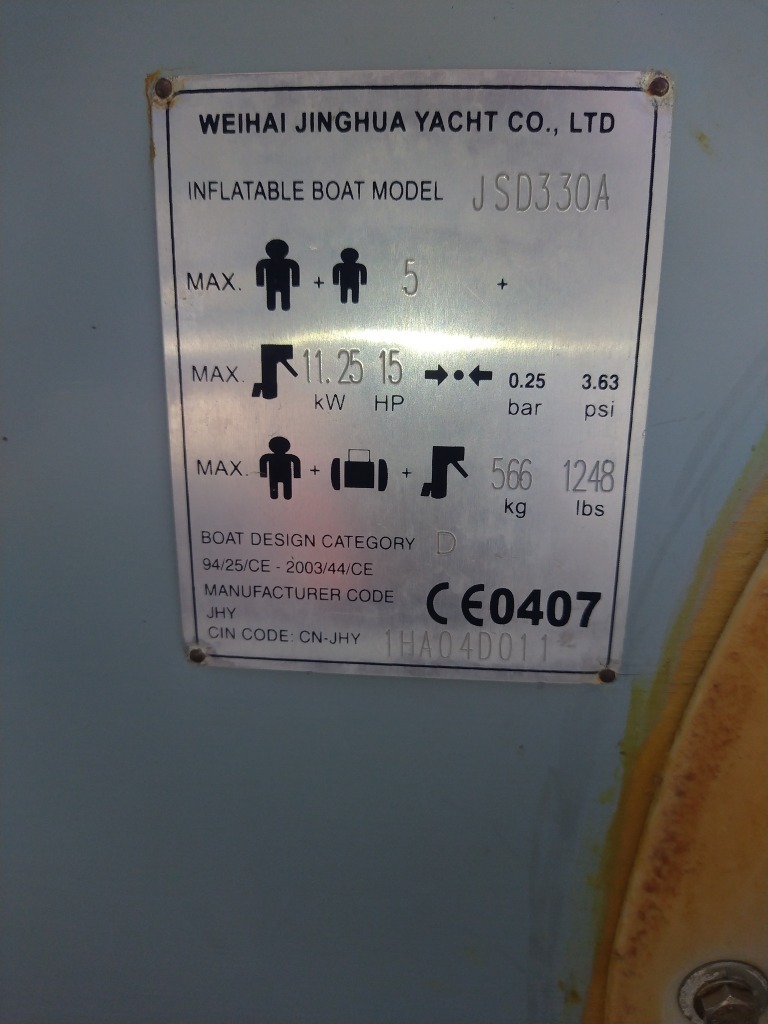 WEIHAI JINGHUA YACHT CO., LTD
INFLATABLE BOAT MODEL JSD330A
MAX. + 5 +
MAX. 11.25 15 0.25 3.63
kW HP bar psi
MAX. + + 566 1248
kg lbs
BOAT DESIGN CATEGORY D
94/25/CE - 2003/44/CE
MANUFACTURER CODE CE0407
JHY
CIN CODE: CN-JHY 1HA04D011